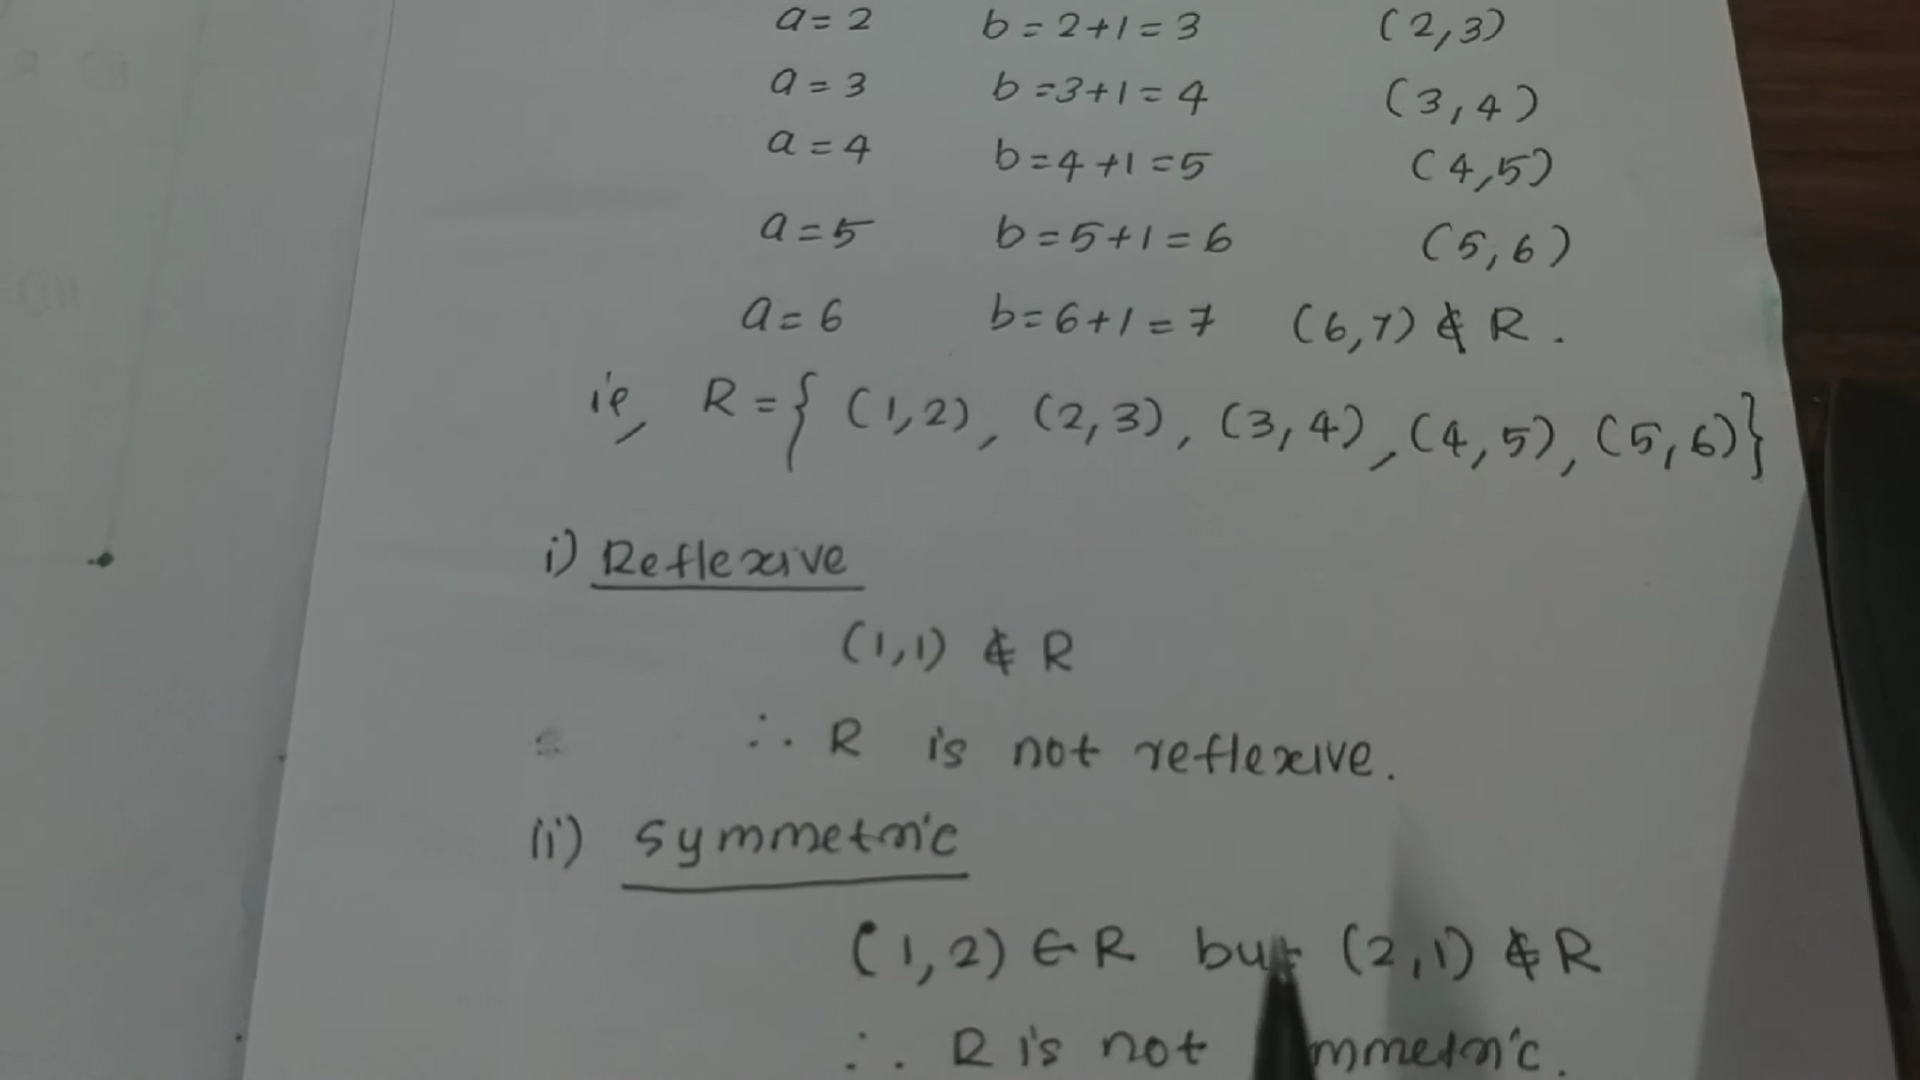 a = 2 b = 2+1 = 3 (2,3)
a = 3 b = 3+1 = 4 (3,4)
a = 4 b = 4+1 = 5 (4,5)
a = 5 b = 5+1 = 6 (5,6)
a = 6 b = 6+1 = 7 (6,7) ∉ R.
ie, R = { (1,2), (2,3), (3,4), (4,5), (5,6)}
i) Reflexive
(1,1) ∉ R
∴ R is not reflexive.
ii) Symmetric
(1,2) ∈ R but (2,1) ∉ R
∴ R is not mmetric.